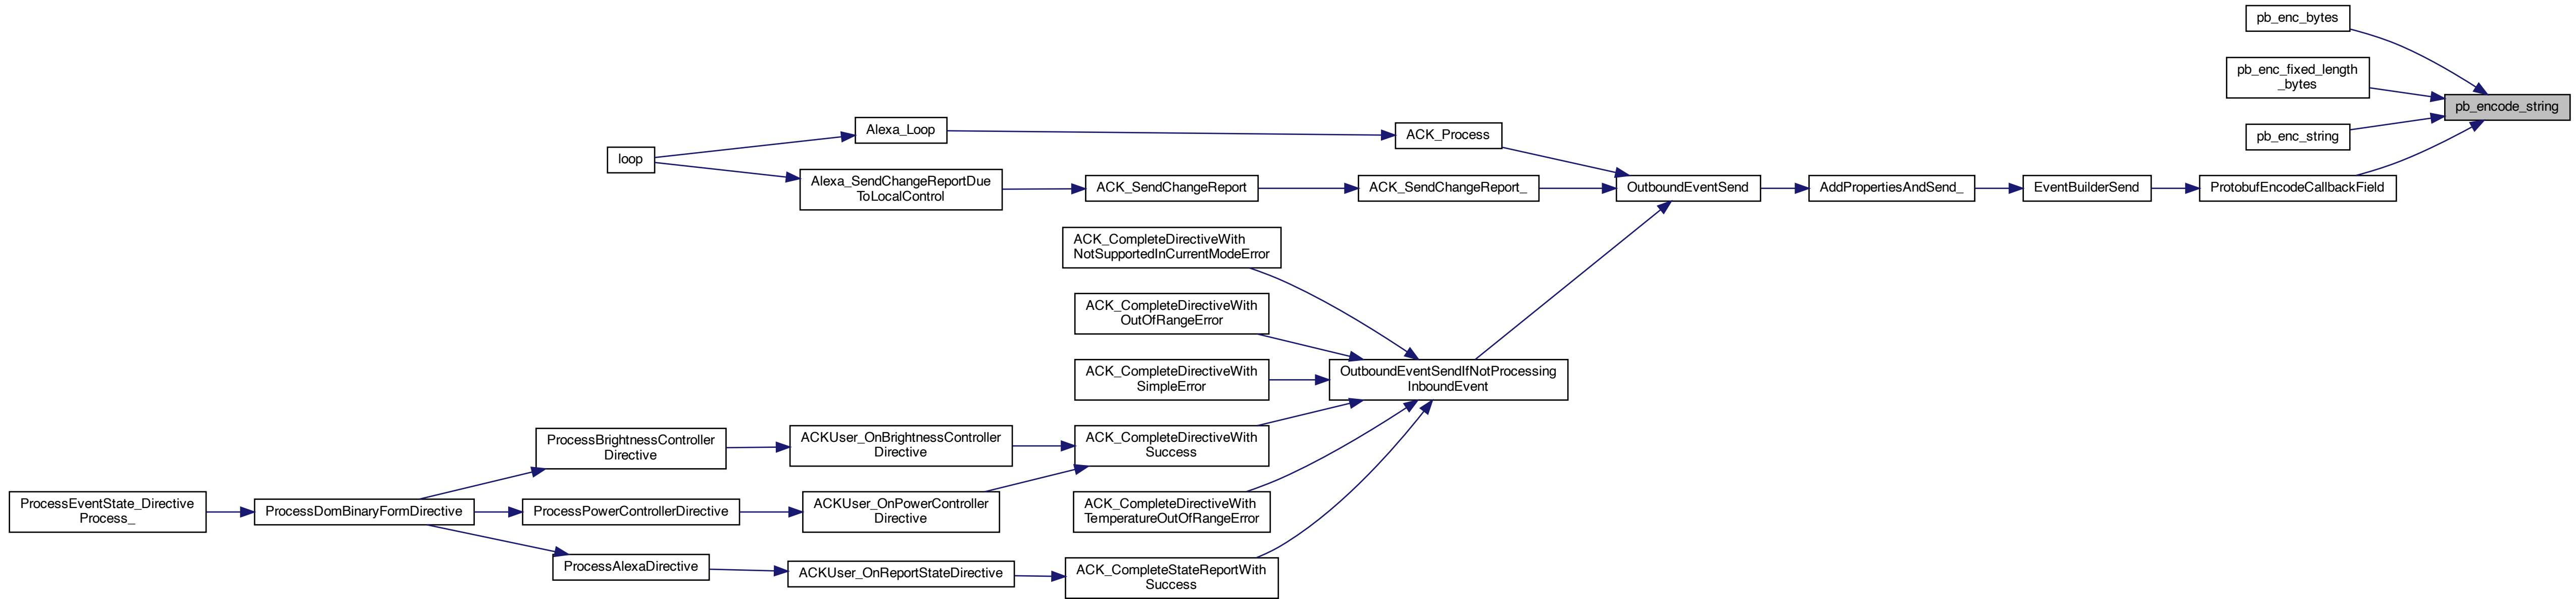 pb_enc_bytes
pb_enc_fixed_length
_bytes
pb_encode_string
pb_enc_string
Alexa_Loop
ACK_Process
loop
Alexa_SendChangeReportDue
ToLocalControl
ACK_SendChangeReport
ACK_SendChangeReport_
OutboundEventSend
AddPropertiesAndSend_
EventBuilderSend
ProtobufEncodeCallbackField
ACK_CompleteDirectiveWith
NotSupportedInCurrentModeError
ACK_CompleteDirectiveWith
OutOfRangeError
ACK_CompleteDirectiveWith
SimpleError
OutboundEventSendIfNotProcessing
InboundEvent
ProcessBrightnessController
Directive
ACKUser_OnBrightnessController
Directive
ACK_CompleteDirectiveWith
Success
ProcessEventState_Directive
Process_
ProcessDomBinaryFormDirective
ProcessPowerControllerDirective
ACKUser_OnPowerController
Directive
ACK_CompleteDirectiveWith
TemperatureOutOfRangeError
ProcessAlexaDirective
ACKUser_OnReportStateDirective
ACK_CompleteStateReportWith
Success